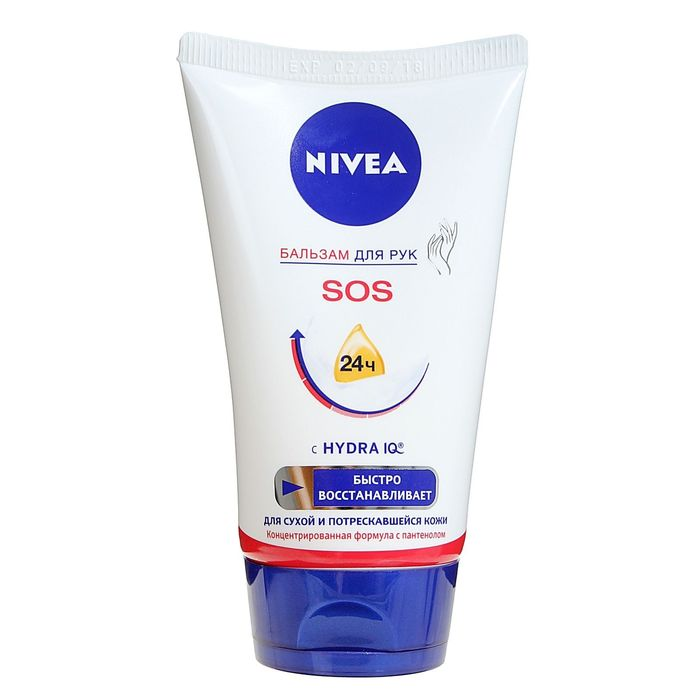 EXP 02/09/18
NIVEA
БАЛЬЗАМ ДЛЯ РУК
SOS
24ч
с HYDRA IQ®
БЫСТРО
ВОССТАНАВЛИВАЕТ
ДЛЯ СУХОЙ И ПОТРЕСКАВШЕЙСЯ КОЖИ
Концентрированная формула с пантенолом